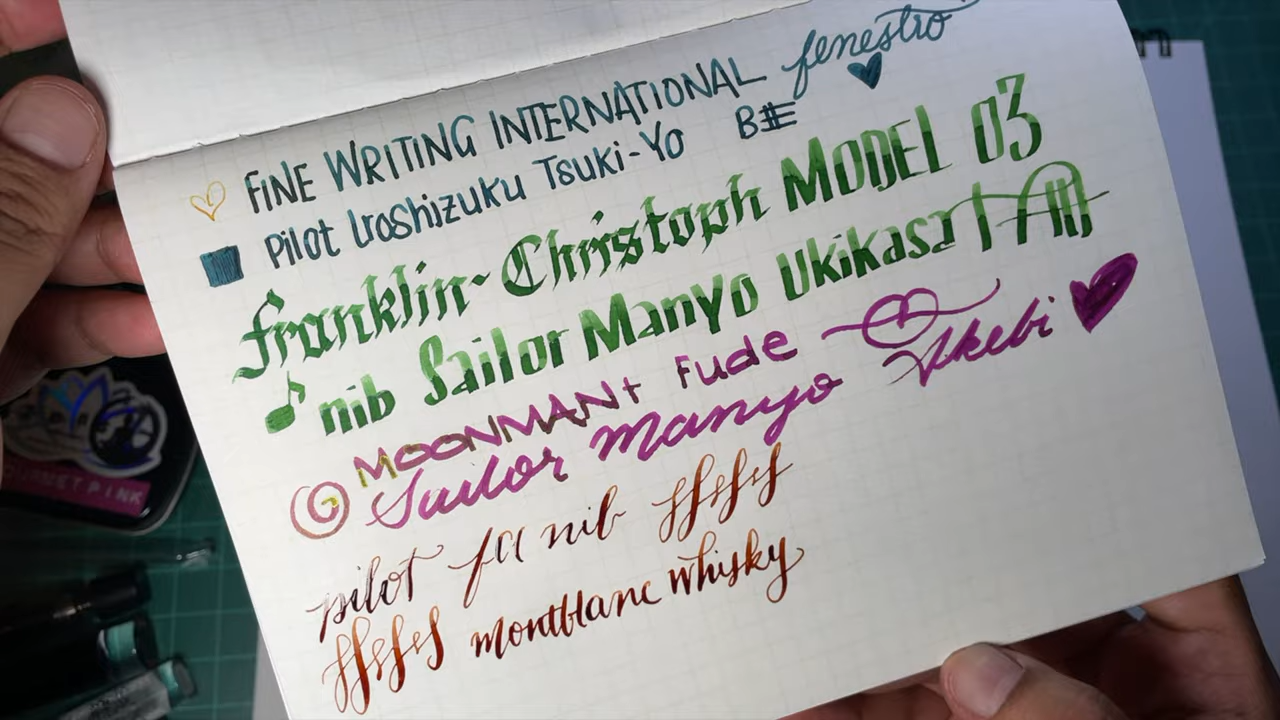 FINE WRITING INTERNATIONAL fenestro
Pilot Iroshizuku Tsuki-Yo B
Franklin-Christoph MODEL 03
nib Sailor Manyo Ukikasa
MOONMAN + Fude
Sailor Manyo Akebi
pilot fa nib
montblanc whisky